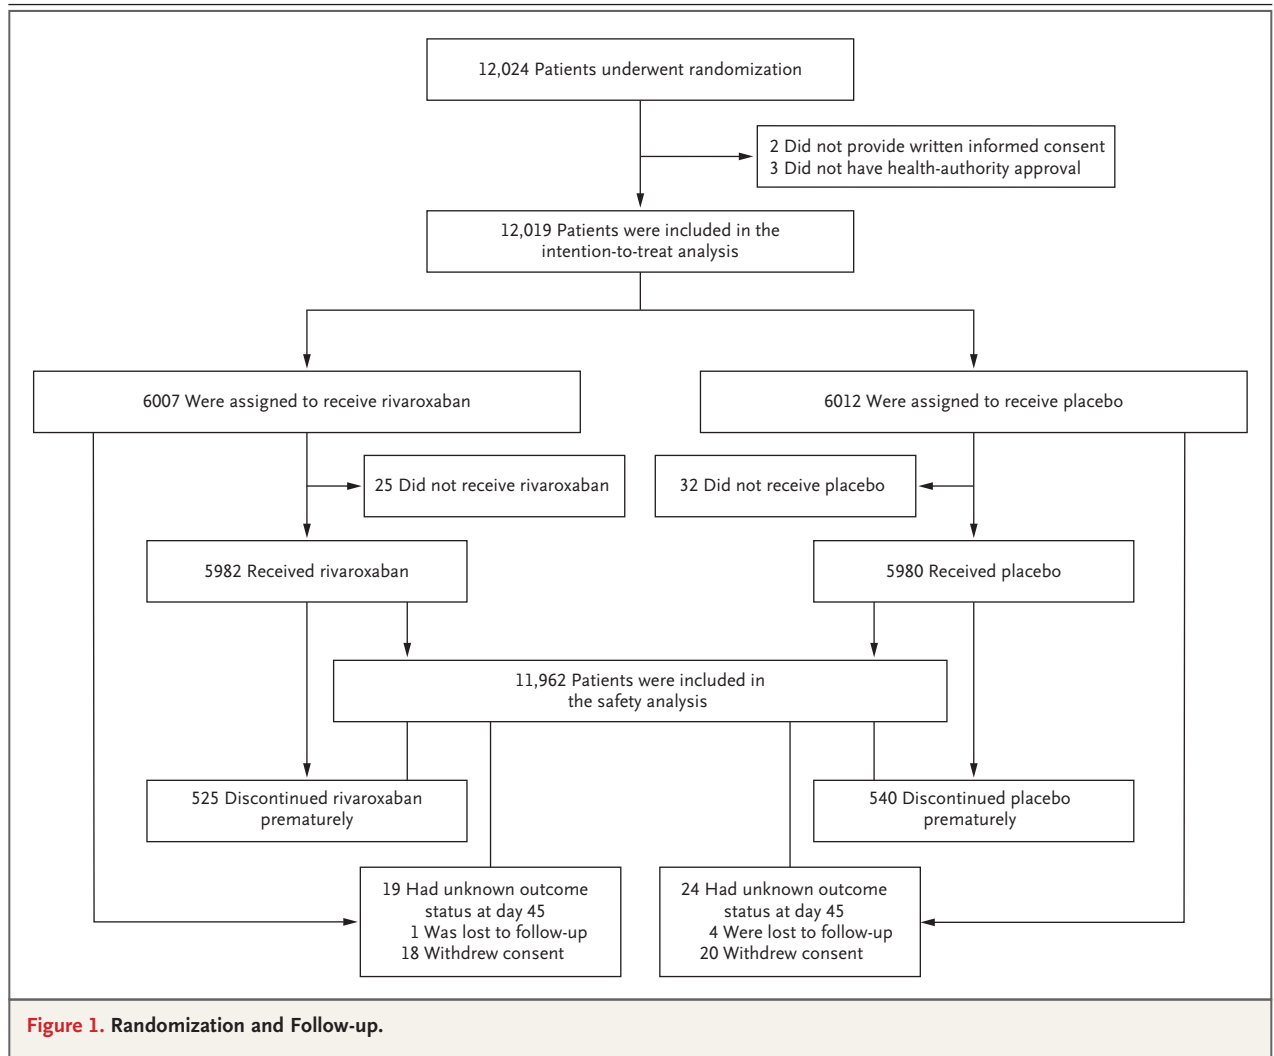 12,024 Patients underwent randomization
2 Did not provide written informed consent
3 Did not have health-authority approval
12,019 Patients were included in the
intention-to-treat analysis
6007 Were assigned to receive rivaroxaban
6012 Were assigned to receive placebo
25 Did not receive rivaroxaban
32 Did not receive placebo
5982 Received rivaroxaban
5980 Received placebo
11,962 Patients were included in
the safety analysis
525 Discontinued rivaroxaban
prematurely
540 Discontinued placebo
prematurely
19 Had unknown outcome
status at day 45
1 Was lost to follow-up
18 Withdrew consent
24 Had unknown outcome
status at day 45
4 Were lost to follow-up
20 Withdrew consent
Figure 1. Randomization and Follow-up.